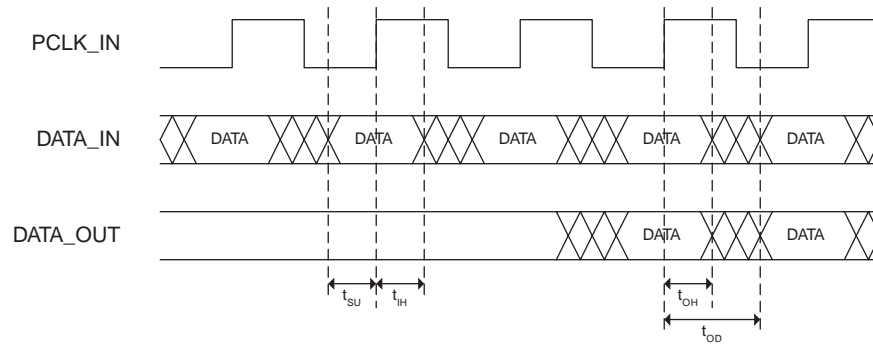 PCLK_IN
DATA_IN
DATA DATA DATA DATA DATA
DATA_OUT
DATA DATA
tSU tIH tOH
tOD